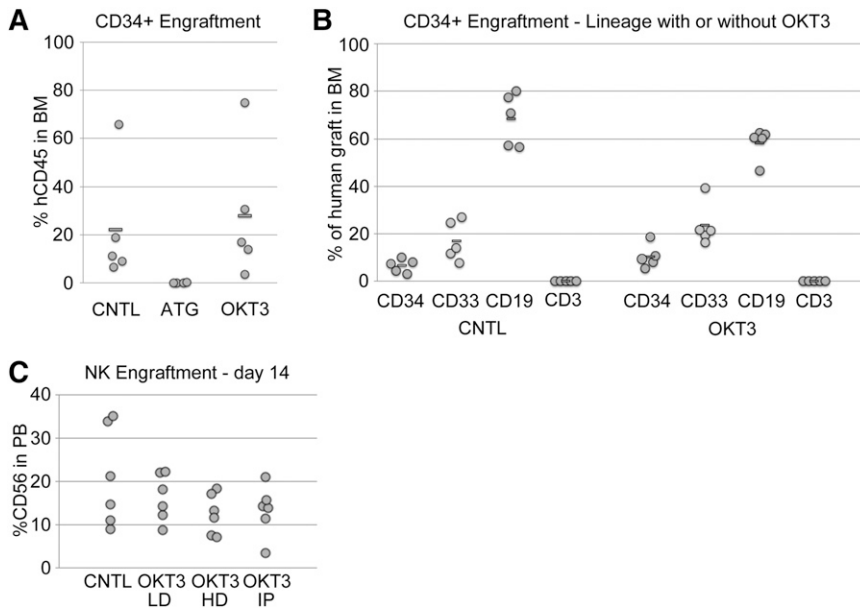 A
CD34+ Engraftment
% hCD45 in BM
100
80
60
40
20
0
CNTL ATG OKT3
B
CD34+ Engraftment - Lineage with or without OKT3
% of human graft in BM
100
80
60
40
20
0
CD34 CD33 CD19 CD3 CD34 CD33 CD19 CD3
CNTL OKT3
C
NK Engraftment - day 14
%CD56 in PB
40
30
20
10
0
CNTL OKT3 OKT3 OKT3
LD HD IP